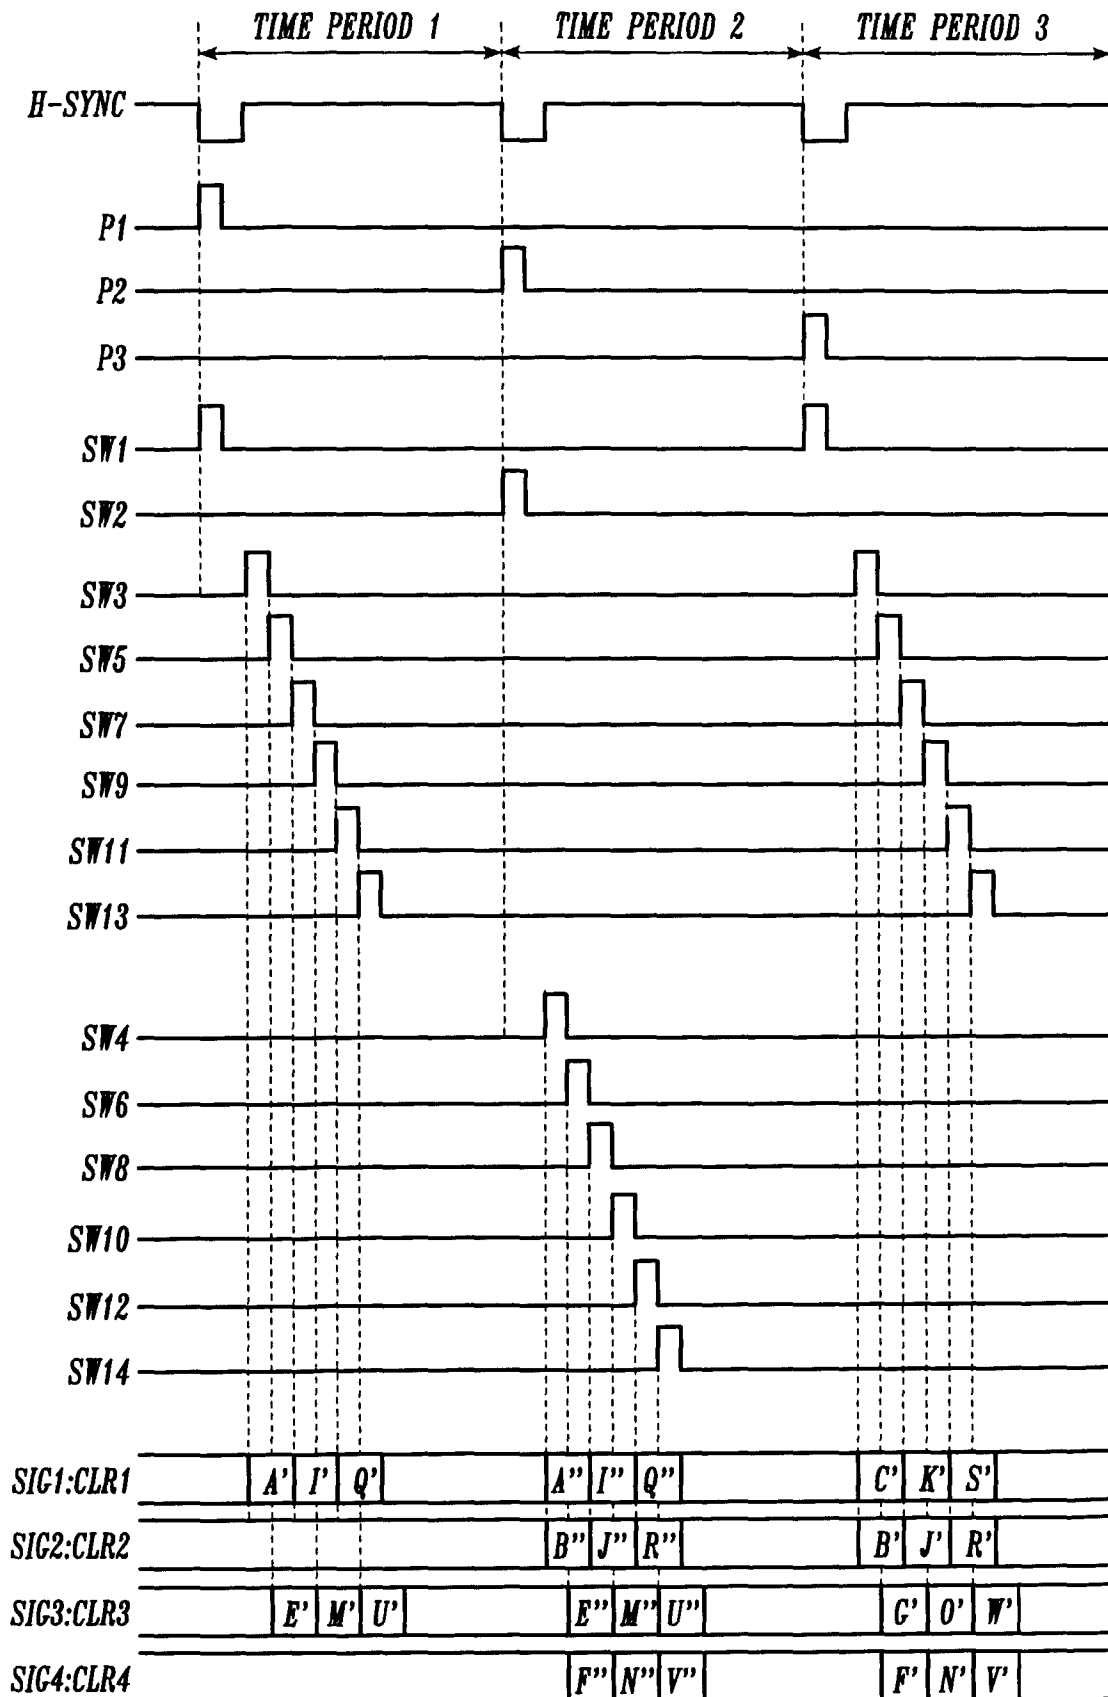 TIME PERIOD 1 TIME PERIOD 2 TIME PERIOD 3
H-SYNC
P1
P2
P3
SW1
SW2
SW3
SW5
SW7
SW9
SW11
SW13
SW4
SW6
SW8
SW10
SW12
SW14
SIG1:CLR1 A' I' Q' A'' I'' Q'' C' K' S'
SIG2:CLR2 B'' J'' R'' B' J' R'
SIG3:CLR3 E' M' U' E'' M'' U'' G' O' W'
SIG4:CLR4 F'' N'' V'' F' N' V'